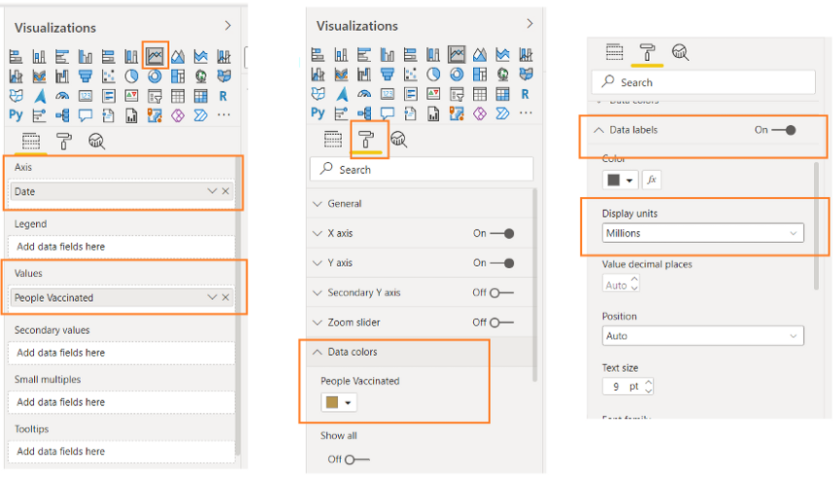 Visualizations
R
Py
Axis
Date
Legend
Add data fields here
Values
People Vaccinated
Secondary values
Add data fields here
Small multiples
Add data fields here
Tooltips
Add data fields here
Visualizations
R
Py
Search
General
X axis On
Y axis On
Secondary Y axis Off
Zoom slider Off
Data colors
People Vaccinated
Show all
Off
Search
Data colors
Data labels On
Color
fx
Display units
Millions
Value decimal places
Auto
Position
Auto
Text size
9 pt
Font family